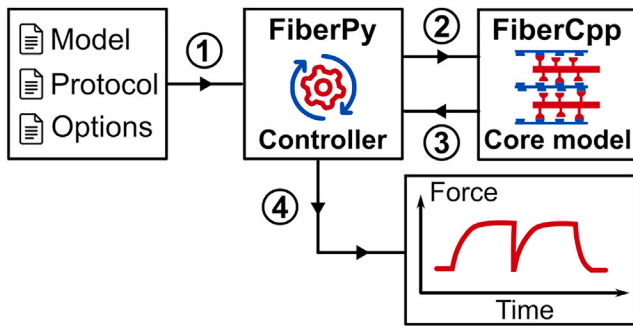 Model
Protocol
Options
1
FiberPy
Controller
2
3
FiberCpp
Core model
4
Force
Time